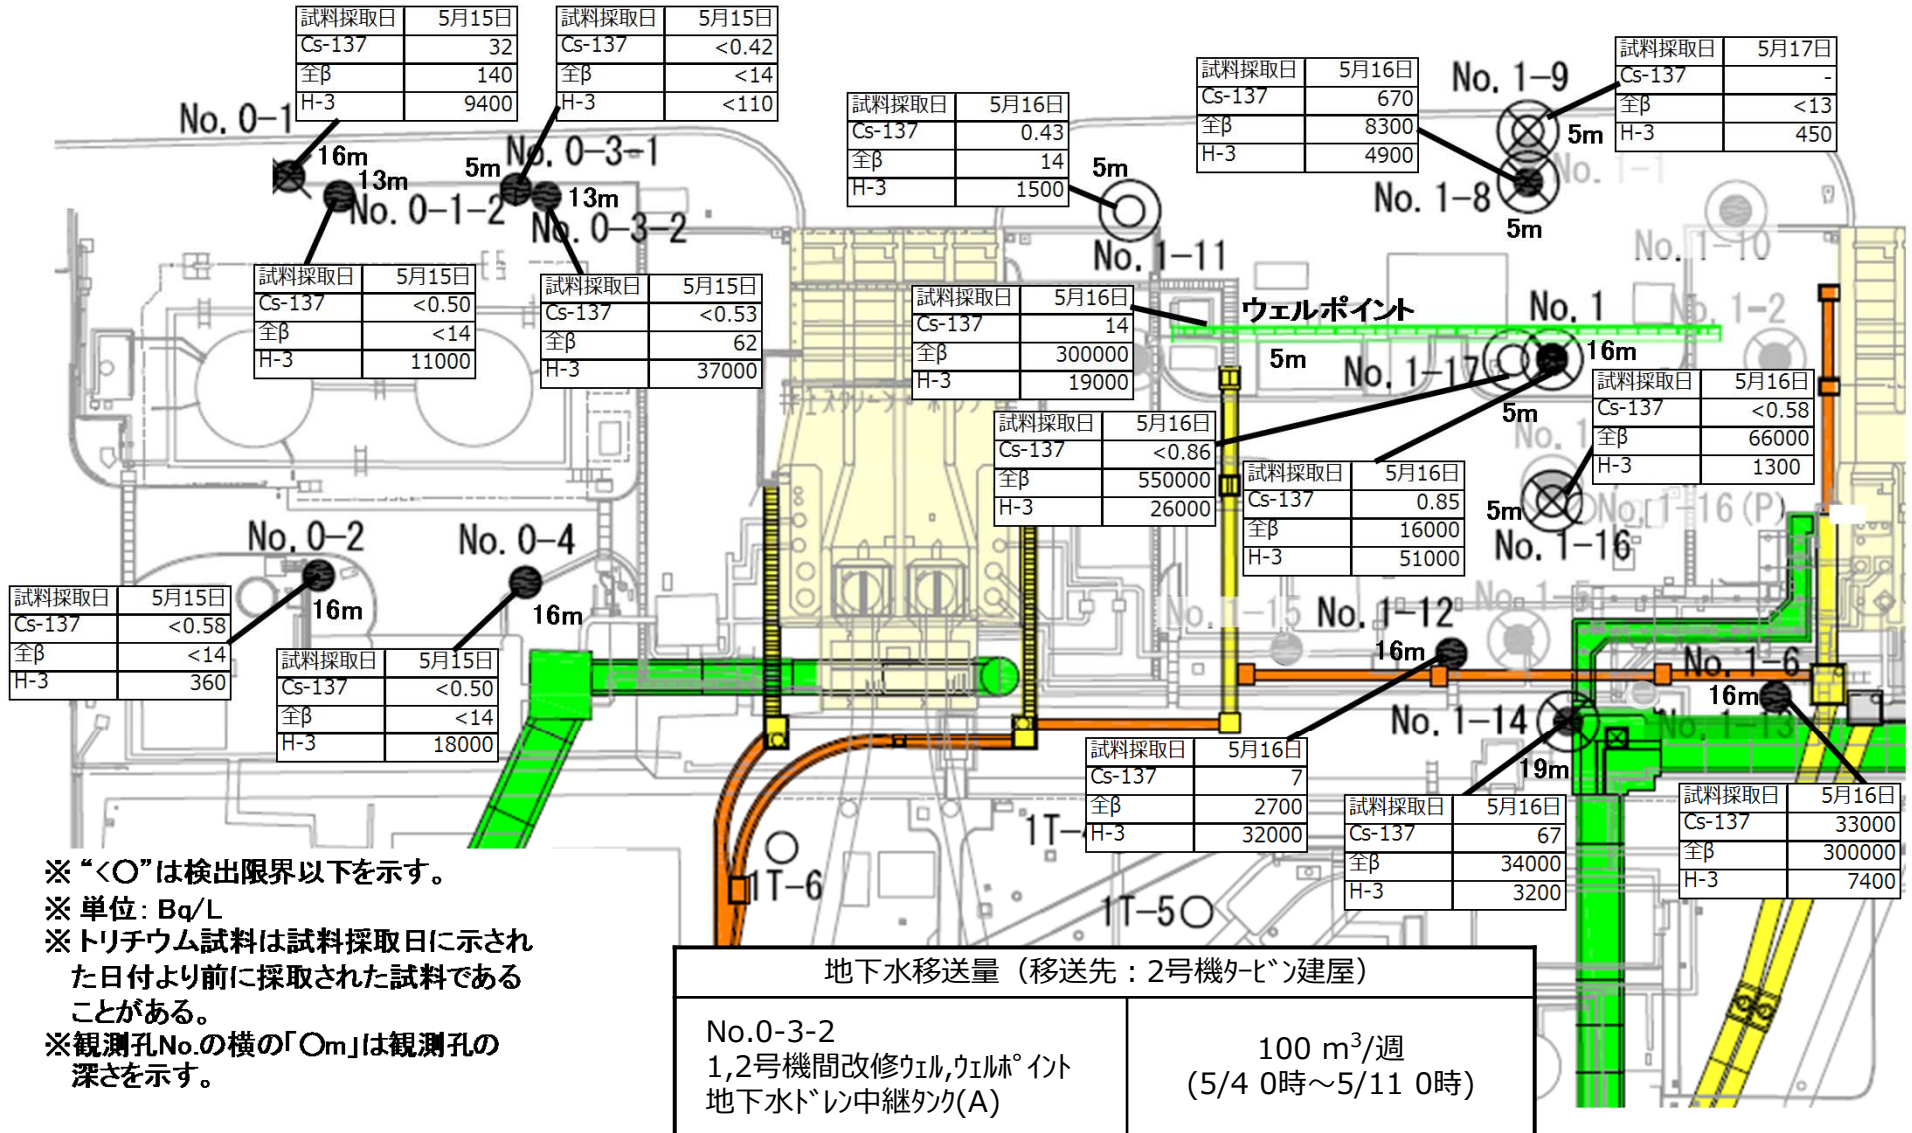 試料採取日 5月15日
Cs-137 32
全β 140
H-3 9400
試料採取日 5月15日
Cs-137 <0.42
全β <14
H-3 <110
試料採取日 5月16日
Cs-137 0.43
全β 14
H-3 1500
試料採取日 5月16日
Cs-137 670
全β 8300
H-3 4900
試料採取日 5月17日
Cs-137 -
全β <13
H-3 450
No. 0-1
16m
13m
No. 0-1-2
5m
No. 0-3-1
13m
No. 0-3-2
5m
No. 1-11
No. 1-9
5m
No. 1-1
No. 1-8
5m
No. 1-10
試料採取日 5月15日
Cs-137 <0.50
全β <14
H-3 11000
試料採取日 5月15日
Cs-137 <0.53
全β 62
H-3 37000
試料採取日 5月16日
Cs-137 14
全β 300000
H-3 19000
ウェルポイント
5m
No. 1
16m
No. 1-2
No. 1-17
5m
試料採取日 5月16日
Cs-137 <0.86
全β 550000
H-3 26000
試料採取日 5月16日
Cs-137 0.85
全β 16000
H-3 51000
試料採取日 5月16日
Cs-137 <0.58
全β 66000
H-3 1300
No. 1
5m
No. 1-16(P)
No. 1-16
No. 0-2
16m
No. 0-4
16m
試料採取日 5月15日
Cs-137 <0.58
全β <14
H-3 360
試料採取日 5月15日
Cs-137 <0.50
全β <14
H-3 18000
No. 1-15
No. 1-12
16m
No. 1-5
No. 1-6
16m
No. 1-14
19m
No. 1-13
試料採取日 5月16日
Cs-137 7
全β 2700
H-3 32000
試料採取日 5月16日
Cs-137 67
全β 34000
H-3 3200
試料採取日 5月16日
Cs-137 33000
全β 300000
H-3 7400
1T-6
1T-5
※ “<〇”は検出限界以下を示す。
※ 単位: Bq/L
※ トリチウム試料は試料採取日に示され
た日付より前に採取された試料である
ことがある。
※観測孔No.の横の「〇m」は観測孔の
深さを示す。
地下水移送量（移送先：2号機ﾀｰﾋﾞﾝ建屋）
No.0-3-2
1,2号機間改修ｳｪﾙ,ｳｪﾙﾎﾟｲﾝﾄ
地下水ﾄﾞﾚﾝ中継ﾀﾝｸ(A)
100 m³/週
(5/4 0時～5/11 0時)